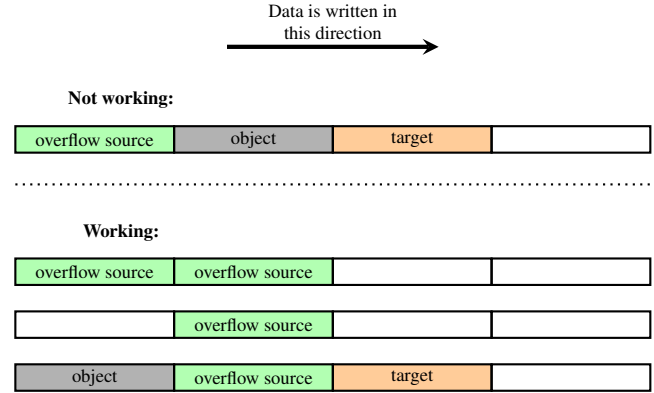 Data is written in
this direction
Not working:
overflow source object target
Working:
overflow source overflow source
overflow source
object overflow source target